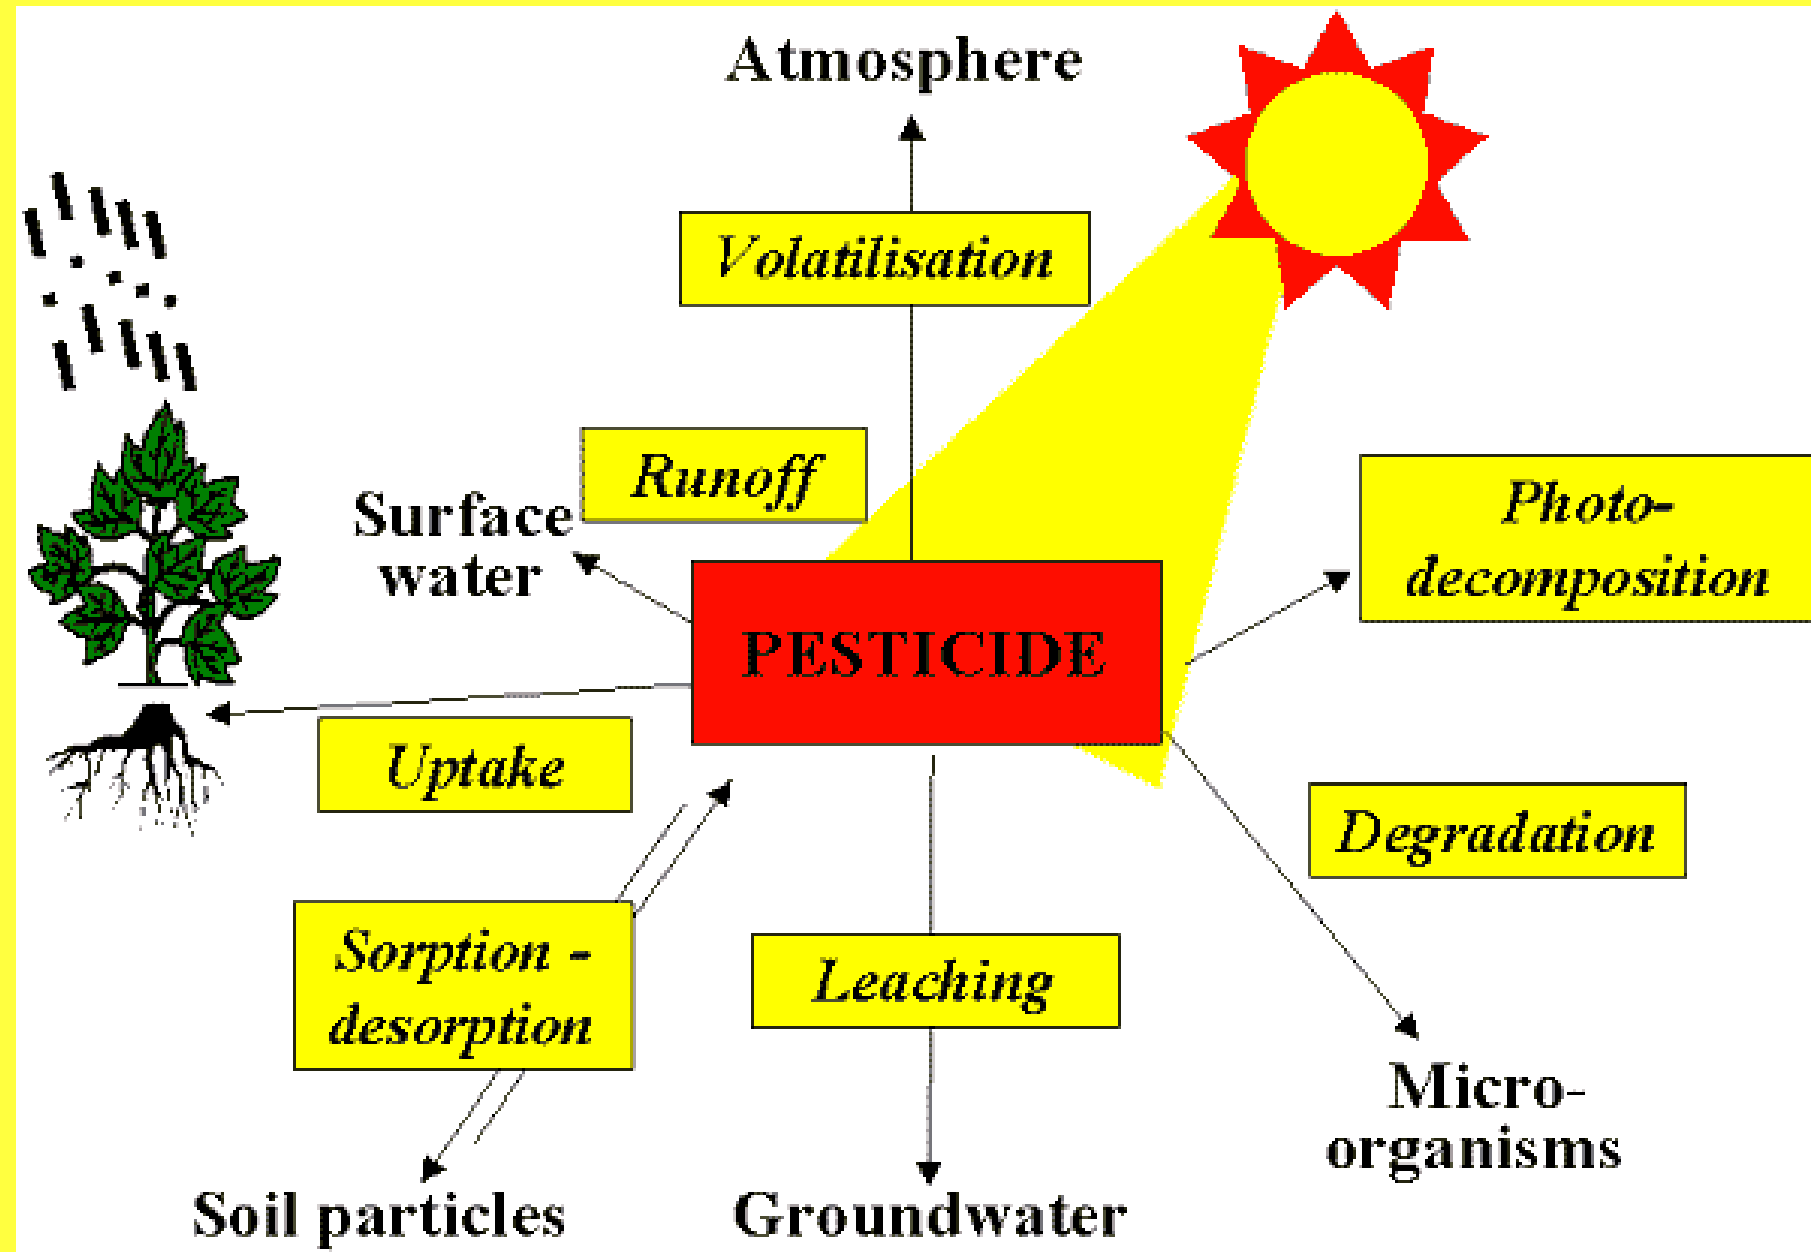 Atmosphere
Volatilisation
Runoff
Surface
water
Photo-
decomposition
PESTICIDE
Uptake
Degradation
Sorption -
desorption
Leaching
Micro-
organisms
Soil particles
Groundwater